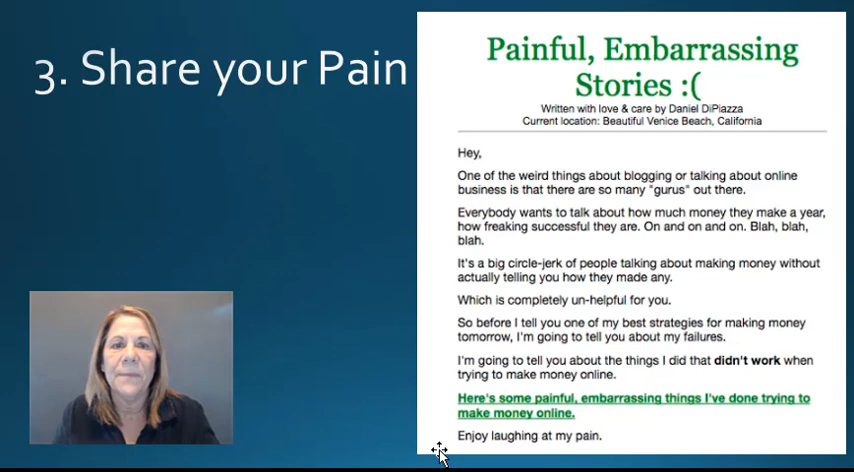 3. Share your Pain
Painful, Embarrassing
Stories :(
Written with love & care by Daniel DiPiazza
Current location: Beautiful Venice Beach, California
Hey,
One of the weird things about blogging or talking about online
business is that there are so many "gurus" out there.
Everybody wants to talk about how much money they make a year,
how freaking successful they are. On and on and on. Blah, blah,
blah.
It's a big circle-jerk of people talking about making money without
actually telling you how they made any.
Which is completely un-helpful for you.
So before I tell you one of my best strategies for making money
tomorrow, I'm going to tell you about my failures.
I'm going to tell you about the things I did that didn't work when
trying to make money online.
Here's some painful, embarrassing things I've done trying to
make money online.
Enjoy laughing at my pain.